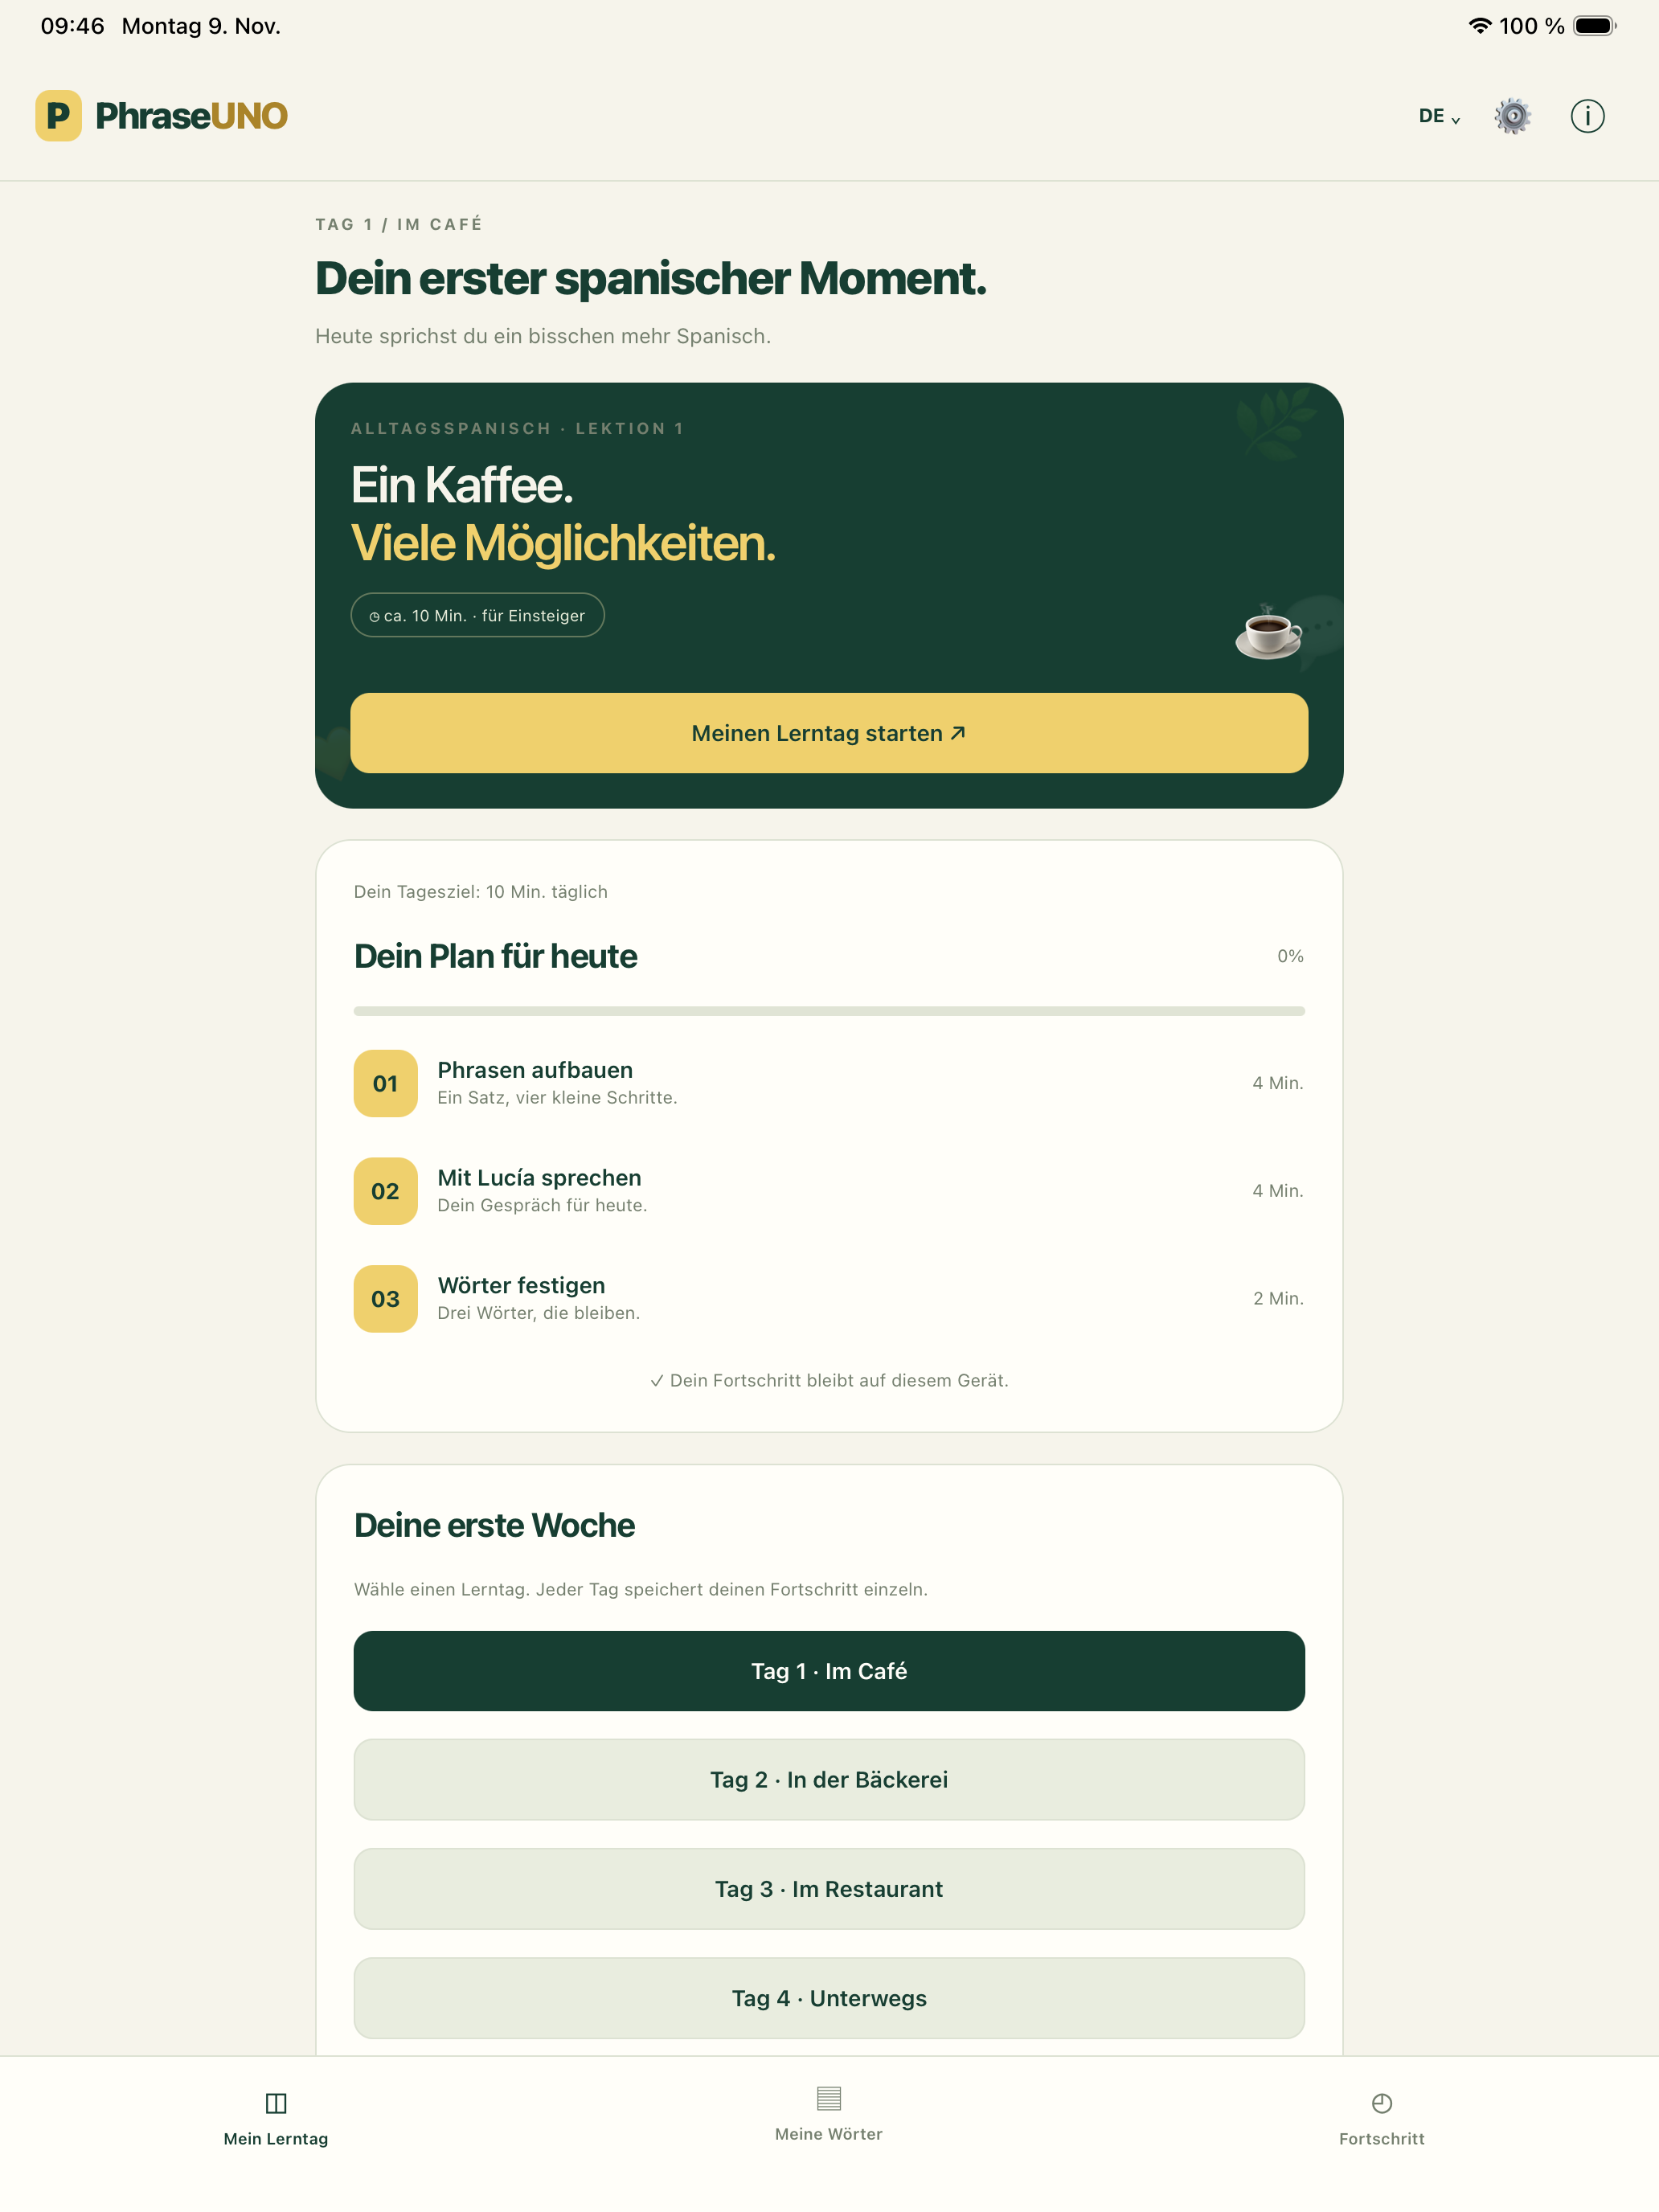 09:46 Montag 9. Nov.
100 %
P PhraseUNO
DE
TAG 1 / IM CAFÉ
Dein erster spanischer Moment.
Heute sprichst du ein bisschen mehr Spanisch.
ALLTAGSSPANISCH · LEKTION 1
Ein Kaffee.
Viele Möglichkeiten.
ca. 10 Min. · für Einsteiger
Meinen Lerntag starten ↗
Dein Tagesziel: 10 Min. täglich
Dein Plan für heute
0%
01
Phrasen aufbauen
Ein Satz, vier kleine Schritte.
4 Min.
02
Mit Lucía sprechen
Dein Gespräch für heute.
4 Min.
03
Wörter festigen
Drei Wörter, die bleiben.
2 Min.
✓ Dein Fortschritt bleibt auf diesem Gerät.
Deine erste Woche
Wähle einen Lerntag. Jeder Tag speichert deinen Fortschritt einzeln.
Tag 1 · Im Café
Tag 2 · In der Bäckerei
Tag 3 · Im Restaurant
Tag 4 · Unterwegs
Mein Lerntag
Meine Wörter
Fortschritt